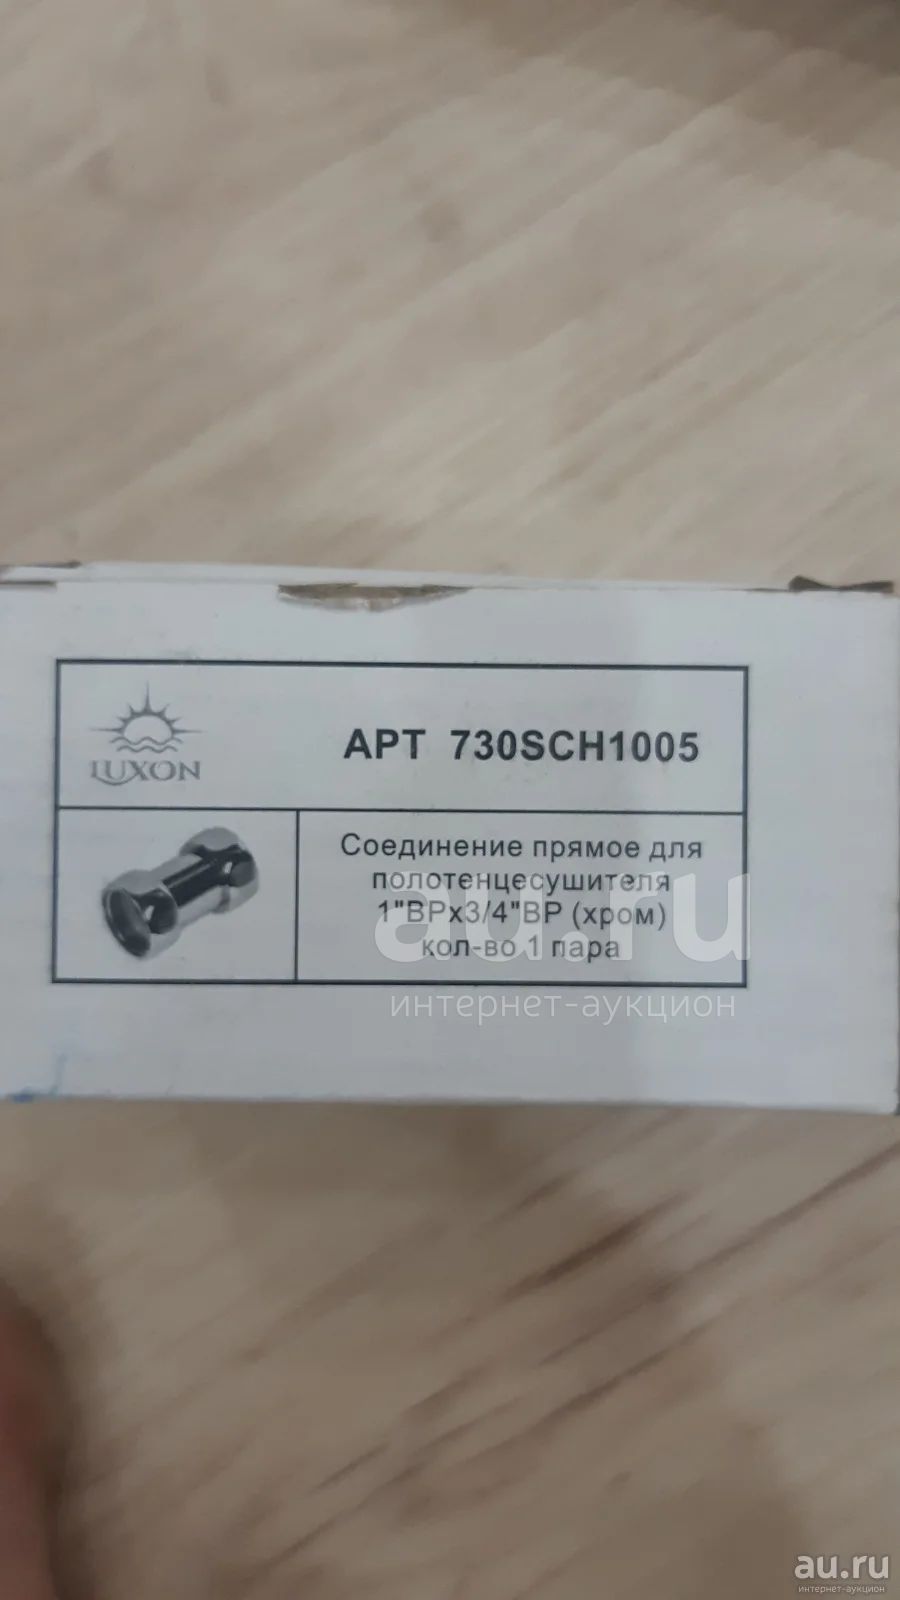 LUXON
АРТ 730SCH1005
Соединение прямое для
полотенцесушителя
1"ВРх3/4"ВР (хром)
кол-во 1 пара
au.ru
интернет-аукцион
au.ru
интернет-аукцион